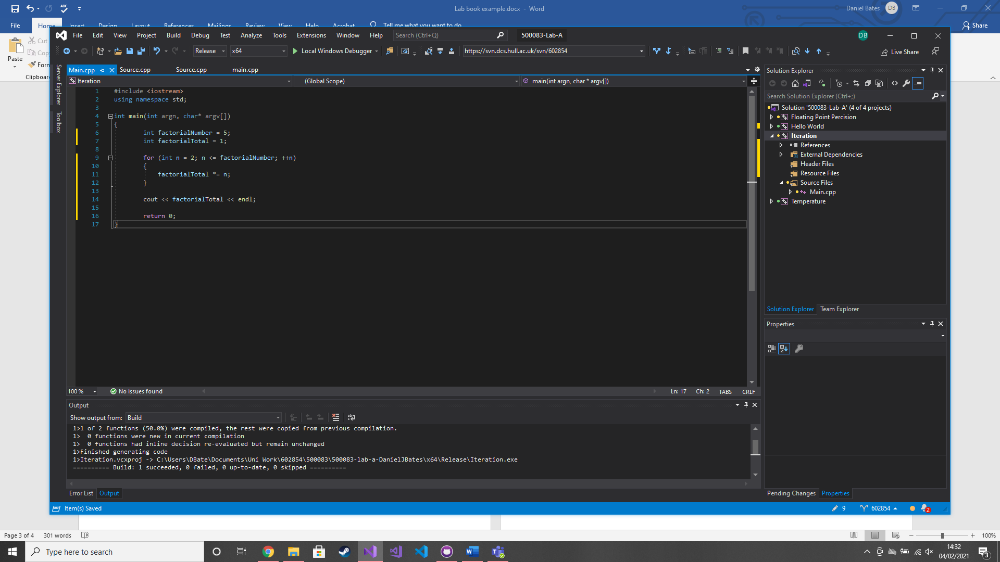 Lab book example.docx - Word
Daniel Bates
DB
File
Home
Insert
Design
Layout
References
Mailings
Review
View
Help
Acrobat
Tell me what you want to do
Share
Paste
Cut
Copy
Form
Clipboar
File Edit View Project Build Debug Test Analyze Tools Extensions Window Help
Search (Ctrl+Q)
500083-Lab-A
DB
Release
x64
Local Windows Debugger
https://svn.dcs.hull.ac.uk/svn/602854
Live Share
Server Explorer
Toolbox
Main.cpp
Source.cpp
Source.cpp
main.cpp
Iteration
(Global Scope)
main(int argn, char * argv[])
1 #include <iostream>
2 using namespace std;
3
4 int main(int argn, char* argv[])
5 {
6 int factorialNumber = 5;
7 int factorialTotal = 1;
8
9 for (int n = 2; n <= factorialNumber; ++n)
10 {
11 factorialTotal *= n;
12 }
13
14 cout << factorialTotal << endl;
15
16 return 0;
17 }
100 %
No issues found
Ln: 17 Ch: 2 TABS CRLF
Output
Show output from: Build
1>1 of 2 functions (50.0%) were compiled, the rest were copied from previous compilation.
1> 0 functions were new in current compilation
1> 0 functions had inline decision re-evaluated but remain unchanged
1>Finished generating code
1>Iteration.vcxproj -> C:\Users\DBate\Documents\Uni Work\602854\500083\500083-lab-a-DanielJBates\x64\Release\Iteration.exe
========== Build: 1 succeeded, 0 failed, 0 up-to-date, 0 skipped ==========
Error List
Output
Solution Explorer
Search Solution Explorer (Ctrl+;)
Solution '500083-Lab-A' (4 of 4 projects)
Floating Point Percision
Hello World
Iteration
References
External Dependencies
Header Files
Resource Files
Source Files
Main.cpp
Temperature
Solution Explorer
Team Explorer
Properties
Pending Changes
Properties
Item(s) Saved
9
602854
2
Page 3 of 4
301 words
100%
Type here to search
14:32
04/02/2021
3